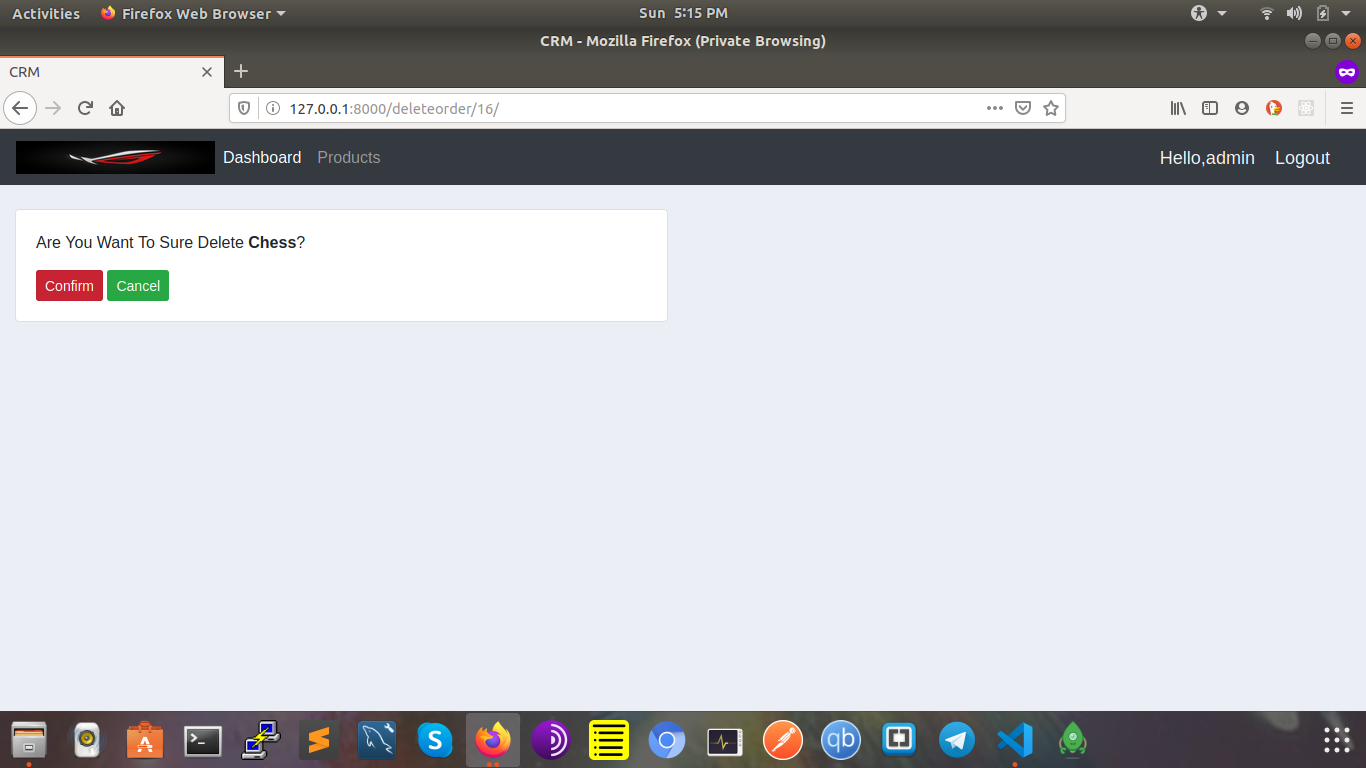 Activities Firefox Web Browser Sun 5:15 PM
CRM - Mozilla Firefox (Private Browsing)
CRM
127.0.0.1:8000/deleteorder/16/
Dashboard Products Hello,admin Logout
Are You Want To Sure Delete Chess?
Confirm Cancel
S qb